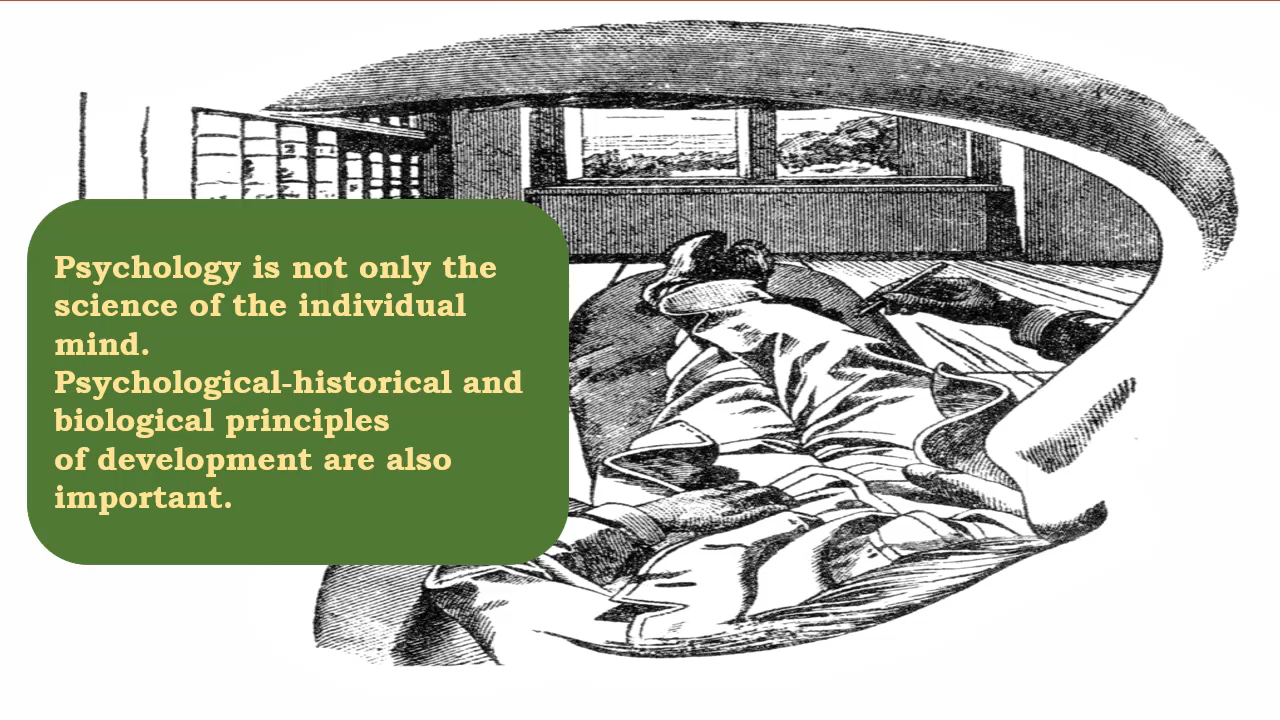 Psychology is not only the
science of the individual
mind.
Psychological-historical and
biological principles
of development are also
important.